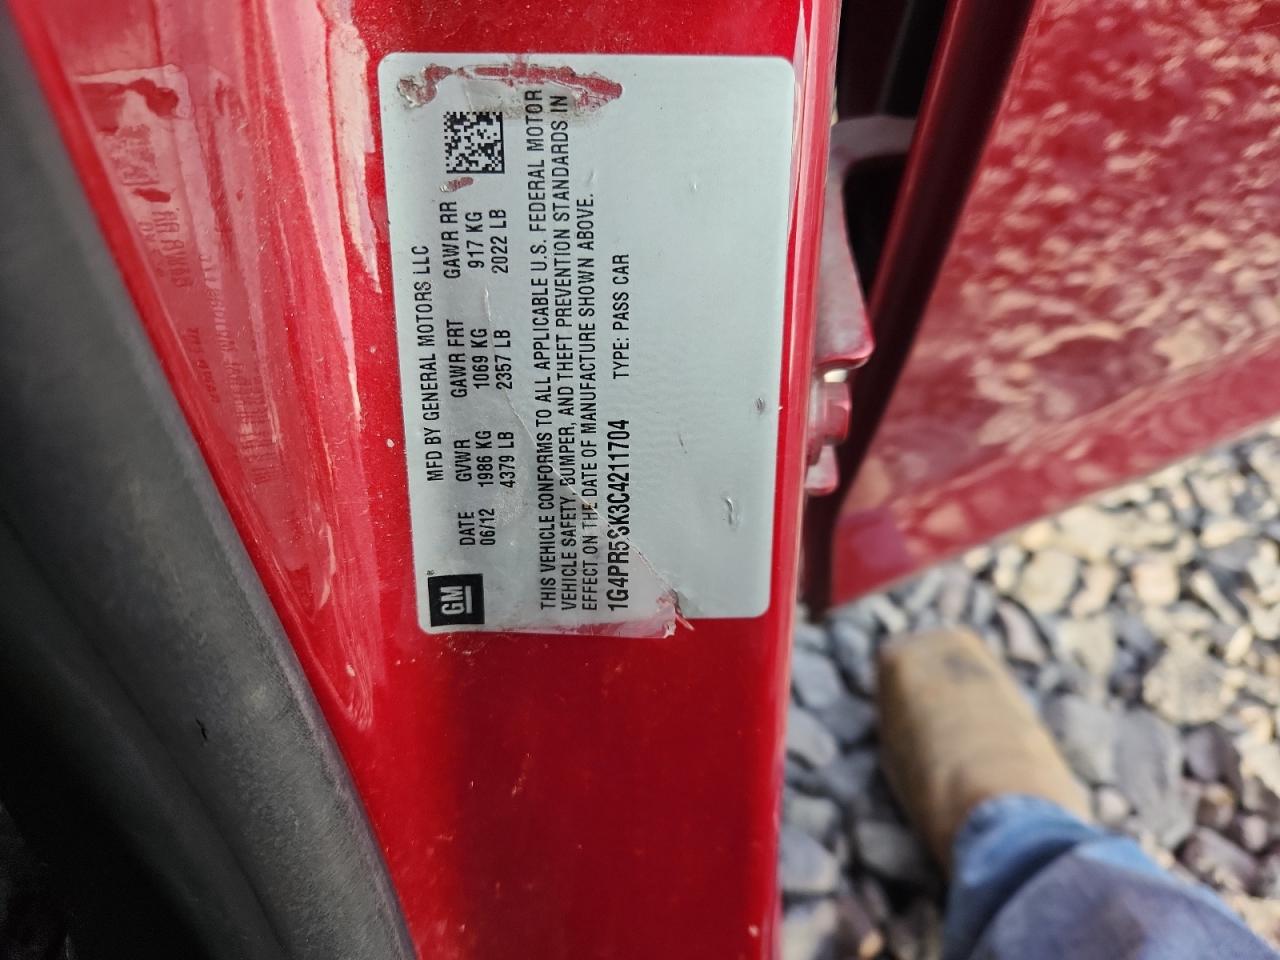 MFD BY GENERAL MOTORS LLC
DATE GVWR GAWR FRT GAWR RR
06/12 1986 KG 1069 KG 917 KG
4379 LB 2357 LB 2022 LB
THIS VEHICLE CONFORMS TO ALL APPLICABLE U.S. FEDERAL MOTOR
VEHICLE SAFETY, BUMPER, AND THEFT PREVENTION STANDARDS IN
EFFECT ON THE DATE OF MANUFACTURE SHOWN ABOVE.
1G4PR5SK3C4211704 TYPE: PASS CAR
GM